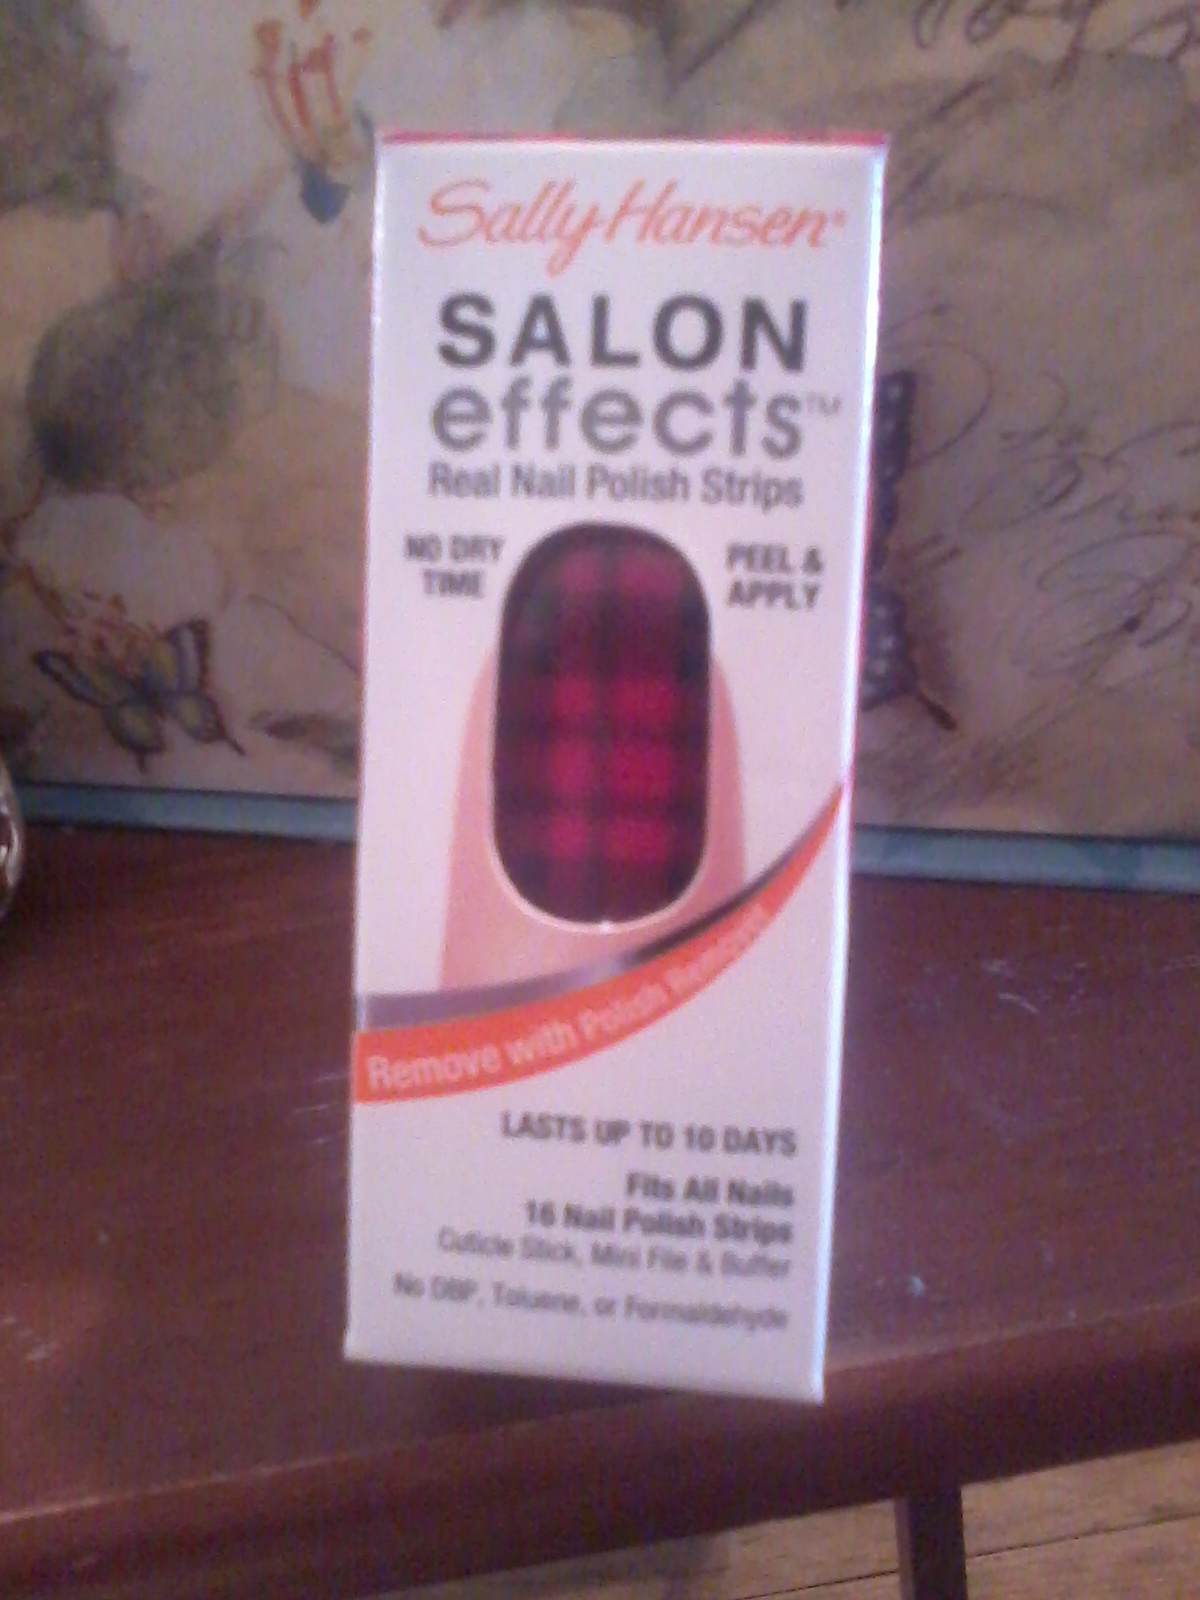 Sally Hansen®
SALON
effects™
Real Nail Polish Strips
NO DRY
TIME
PEEL &
APPLY
Remove with Polish Remover
LASTS UP TO 10 DAYS
Fits All Nails
16 Nail Polish Strips
Cuticle Stick, Mini File & Buffer
No DBP, Toluene, or Formaldehyde